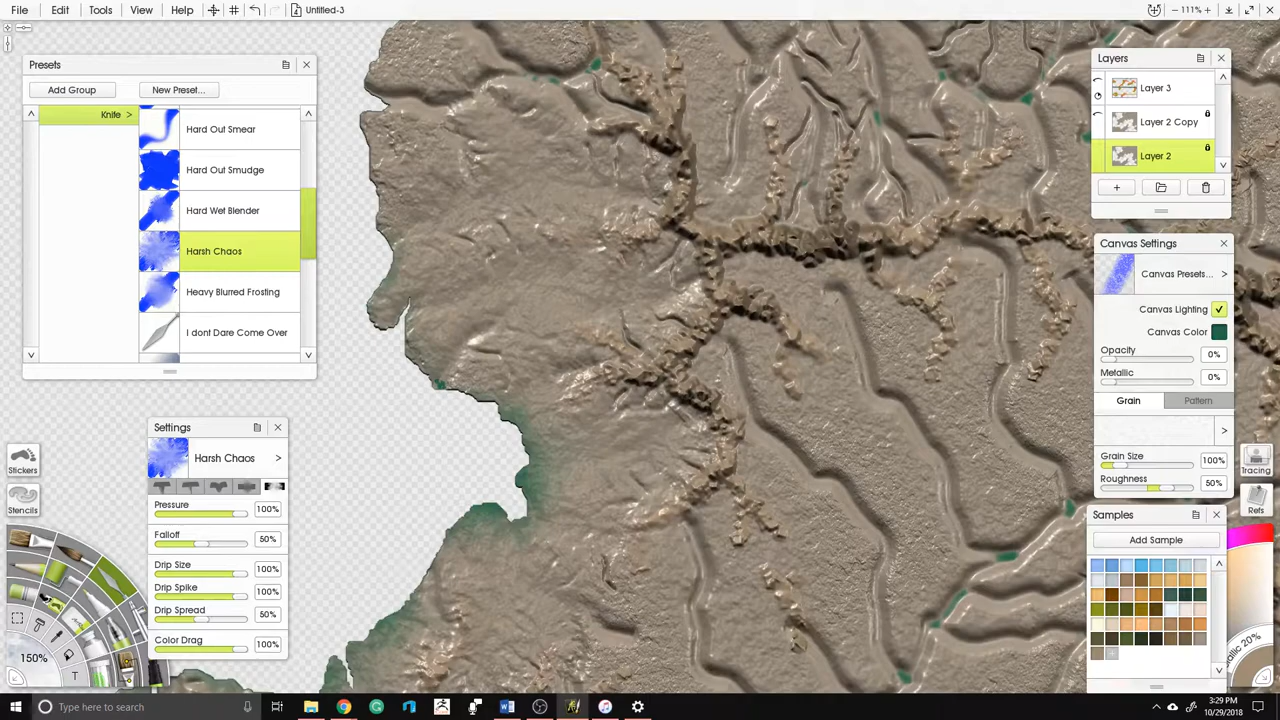 File Edit Tools View Help Untitled-3 111%
Presets
Add Group New Preset...
Knife >
Hard Out Smear
Hard Out Smudge
Hard Wet Blender
Harsh Chaos
Heavy Blurred Frosting
I dont Dare Come Over
Settings
Harsh Chaos >
Pressure 100%
Falloff 50%
Drip Size 100%
Drip Spike 100%
Drip Spread 50%
Color Drag 100%
Stickers
Stencils
150%
T
Layers
Layer 3
Layer 2 Copy
Layer 2
Canvas Settings
Canvas Presets... >
Canvas Lighting
Canvas Color
Opacity 0%
Metallic 0%
Grain Pattern
Grain Size 100%
Roughness 50%
Tracing
Refs
Samples
Add Sample
Metallic 20%
Type here to search
3:29 PM
10/29/2018